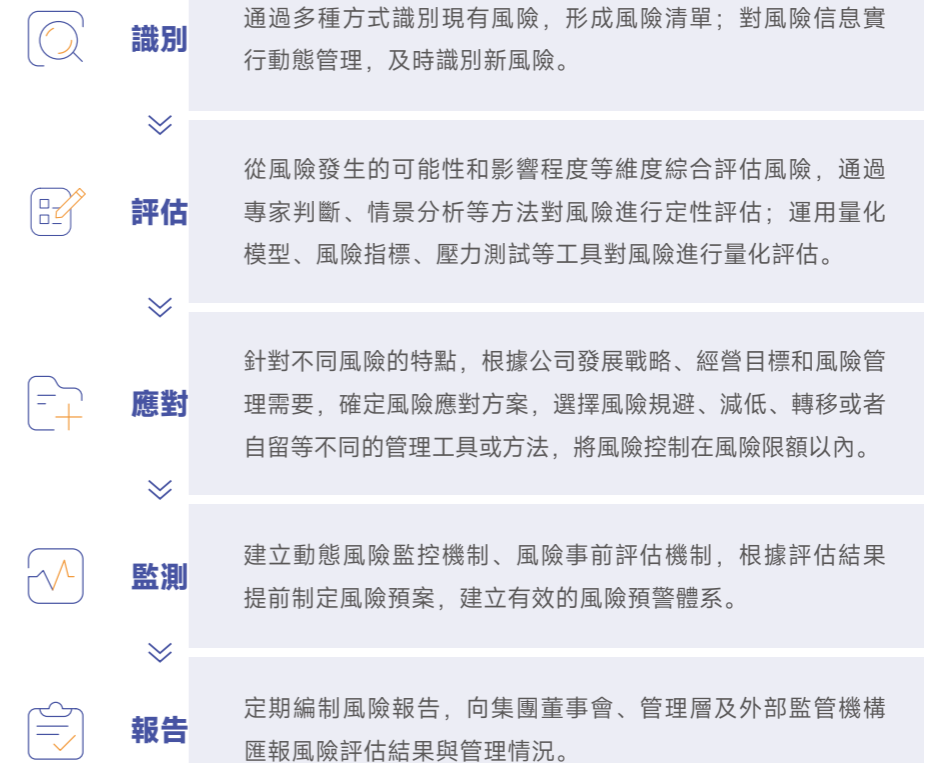 識別
通過多種方式識別現有風險，形成風險清單；對風險信息實
行動態管理，及時識別新風險。
評估
從風險發生的可能性和影響程度等維度綜合評估風險，通過
專家判斷、情景分析等方法對風險進行定性評估；運用量化
模型、風險指標、壓力測試等工具對風險進行量化評估。
應對
針對不同風險的特點，根據公司發展戰略、經營目標和風險管
理需要，確定風險應對方案，選擇風險規避、減低、轉移或者
自留等不同的管理工具或方法，將風險控制在風險限額以內。
監測
建立動態風險監控機制、風險事前評估機制，根據評估結果
提前制定風險預案，建立有效的風險預警體系。
報告
定期編制風險報告，向集團董事會、管理層及外部監管機構
匯報風險評估結果與管理情況。